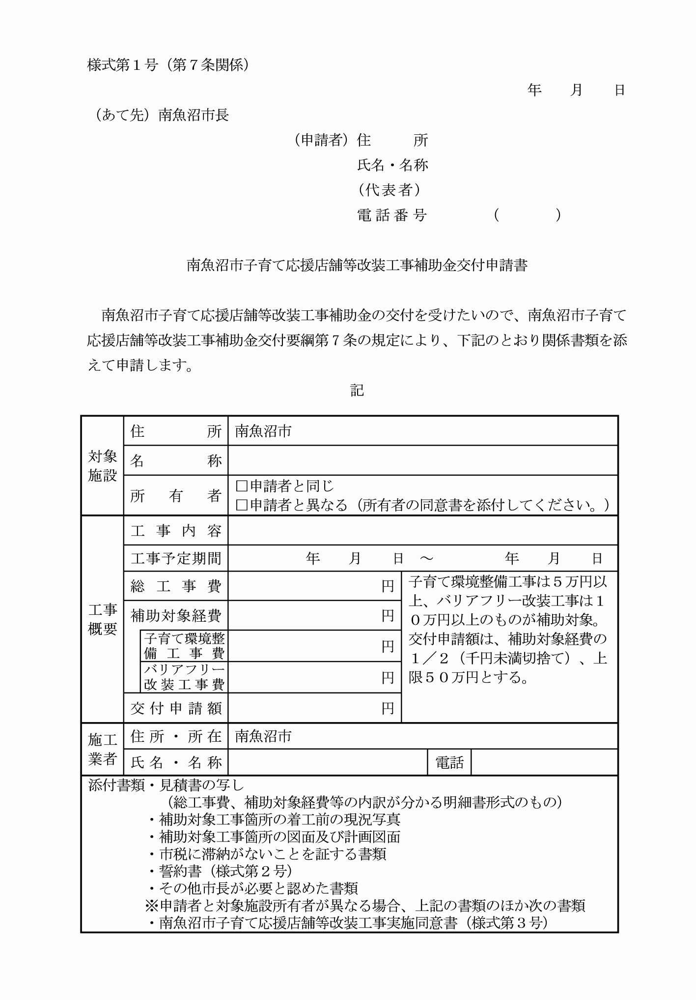 様式第１号（第７条関係）
年　　月　　日
（あて先）南魚沼市長
（申請者）住　　　所
氏名・名称
（代表者）
電話番号　　　　（　　　　）
南魚沼市子育て応援店舗等改装工事補助金交付申請書
　南魚沼市子育て応援店舗等改装工事補助金の交付を受けたいので、南魚沼市子育て
応援店舗等改装工事補助金交付要綱第７条の規定により、下記のとおり関係書類を添
えて申請します。
記
対象
施設
住　　　　所　南魚沼市
名　　　　称
所　有　者
□申請者と同じ
□申請者と異なる（所有者の同意書を添付してください。）
工事
概要
工事内容
工事予定期間　　　　年　　月　　日　～　　　　　年　　月　　日
総工事費　円
補助対象経費　円
子育て環境整
備工事費　円
バリアフリー
改装工事費　円
交付申請額　円
子育て環境整備工事は５万円以
上、バリアフリー改装工事は１
０万円以上のものが補助対象。
交付申請額は、補助対象経費の
１／２（千円未満切捨て）、上
限５０万円とする。
施工
業者
住所・所在　南魚沼市
氏名・名称　　　　電話
添付書類・見積書の写し
（総工事費、補助対象経費等の内訳が分かる明細書形式のもの）
・補助対象工事箇所の着工前の現況写真
・補助対象工事箇所の図面及び計画図面
・市税に滞納がないことを証する書類
・誓約書（様式第２号）
・その他市長が必要と認めた書類
※申請者と対象施設所有者が異なる場合、上記の書類のほか次の書類
・南魚沼市子育て応援店舗等改装工事実施同意書（様式第３号）